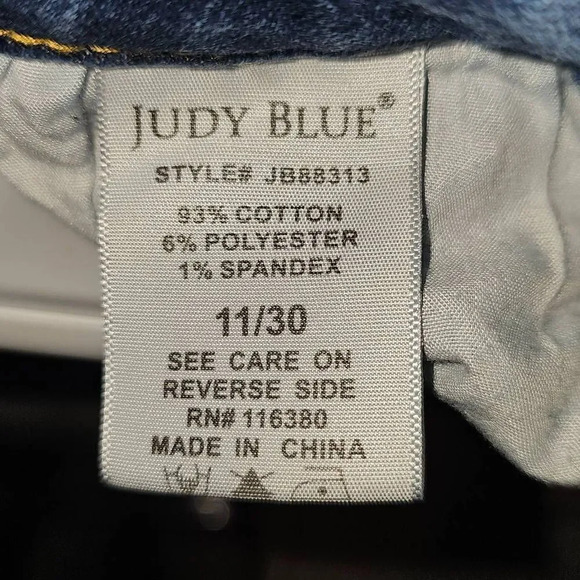 JUDY BLUE®
STYLE# JB88313
93% COTTON
6% POLYESTER
1% SPANDEX
11/30
SEE CARE ON
REVERSE SIDE
RN# 116380
MADE IN CHINA